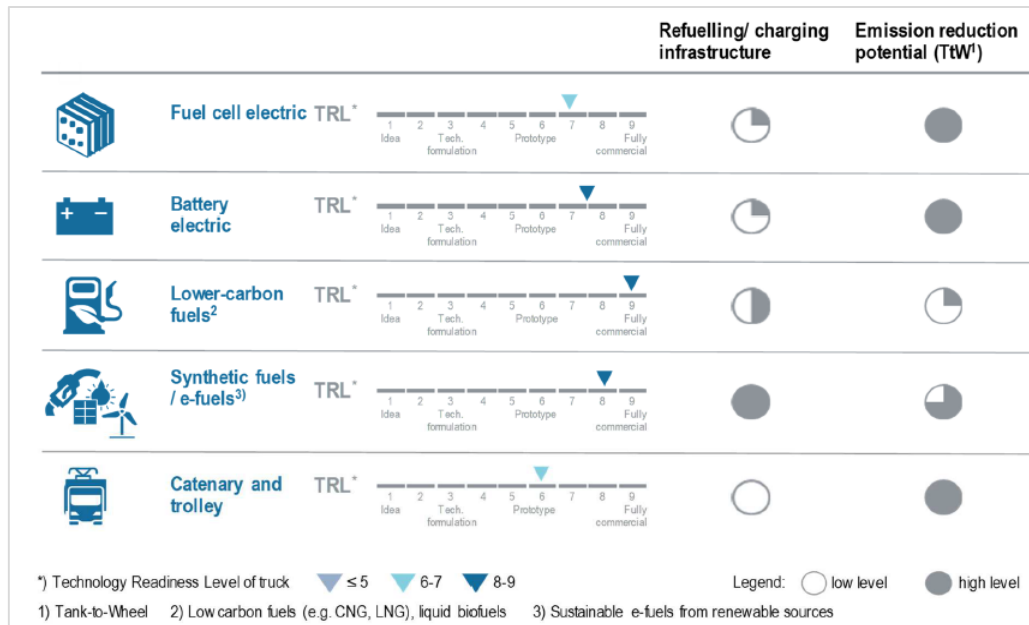 Refuelling/ charging
infrastructure
Emission reduction
potential (TtW1)
Fuel cell electric TRL*
1 2 3 4 5 6 7 8 9
Idea Tech. Prototype Fully
formulation commercial
Battery
electric
TRL*
1 2 3 4 5 6 7 8 9
Idea Tech. Prototype Fully
formulation commercial
Lower-carbon
fuels2
TRL*
1 2 3 4 5 6 7 8 9
Idea Tech. Prototype Fully
formulation commercial
Synthetic fuels
/ e-fuels3)
TRL*
1 2 3 4 5 6 7 8 9
Idea Tech. Prototype Fully
formulation commercial
Catenary and
trolley
TRL*
1 2 3 4 5 6 7 8 9
Idea Tech. Prototype Fully
formulation commercial
*) Technology Readiness Level of truck ≤ 5 6-7 8-9 Legend: low level high level
1) Tank-to-Wheel 2) Low carbon fuels (e.g. CNG, LNG), liquid biofuels 3) Sustainable e-fuels from renewable sources